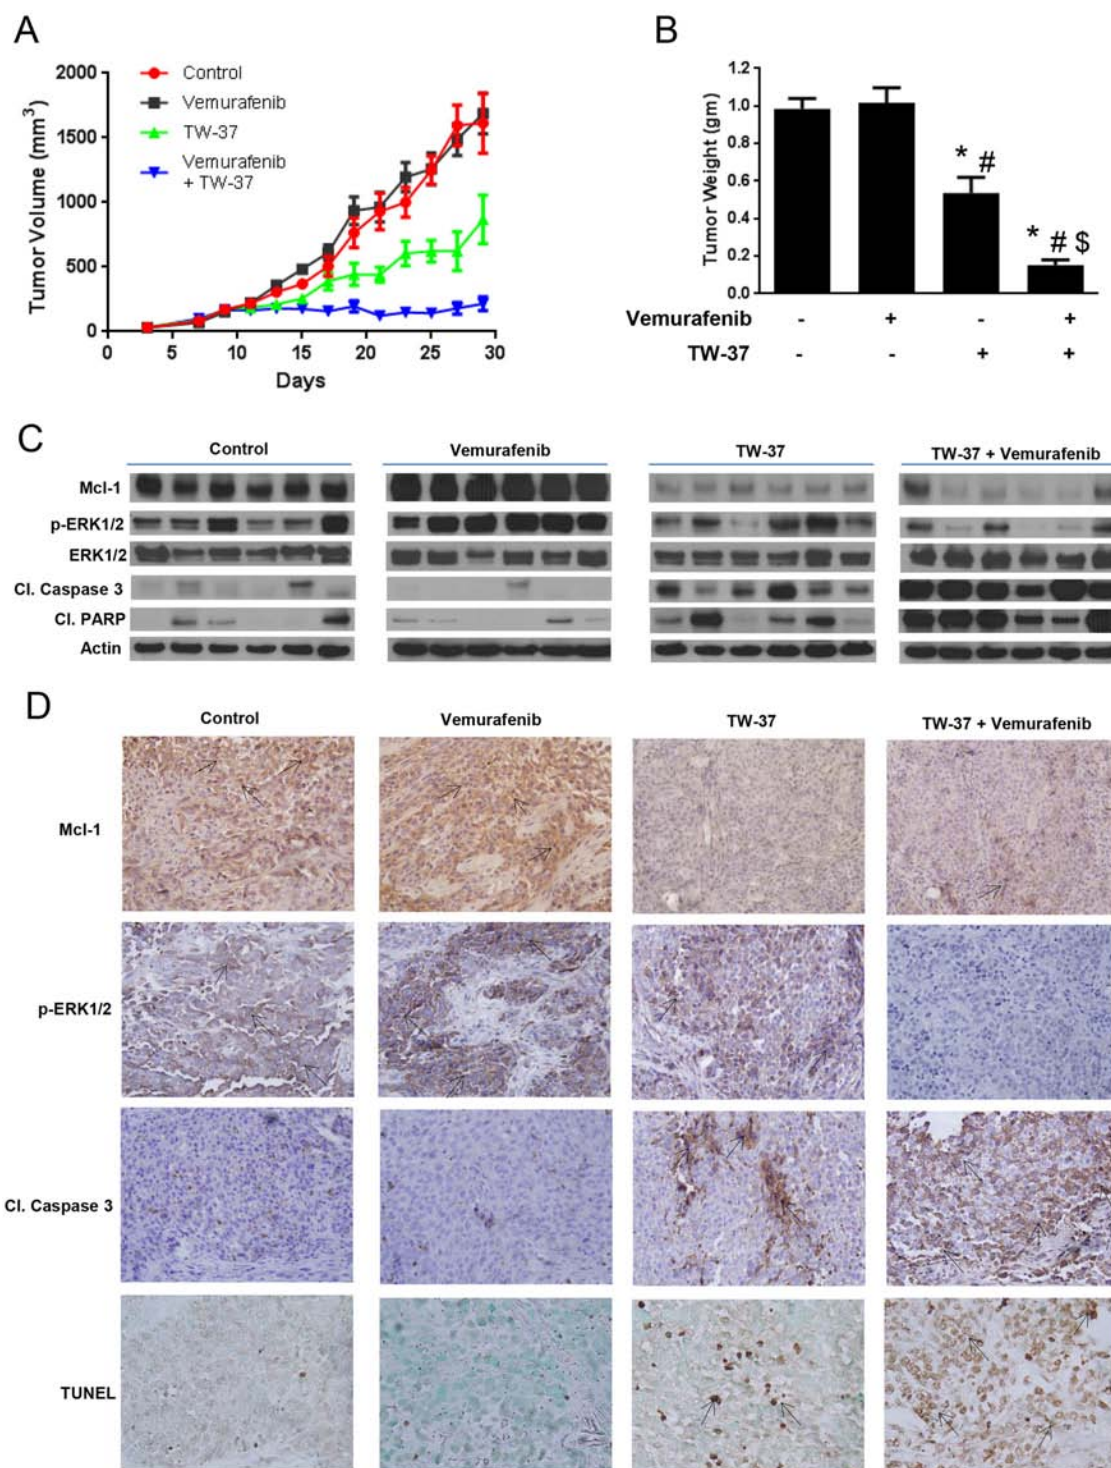 A
B
2000
1500
1000
500
0
Tumor Volume (mm³)
Control
Vemurafenib
TW-37
Vemurafenib
+ TW-37
0 5 10 15 20 25 30
Days
1.2
1.0
0.8
0.6
0.4
0.2
0.0
Tumor Weight (gm)
* #
* # $
Vemurafenib - + - +
TW-37 - - + +
C
Control Vemurafenib TW-37 TW-37 + Vemurafenib
Mcl-1
p-ERK1/2
ERK1/2
Cl. Caspase 3
Cl. PARP
Actin
D
Control Vemurafenib TW-37 TW-37 + Vemurafenib
Mcl-1
p-ERK1/2
Cl. Caspase 3
TUNEL